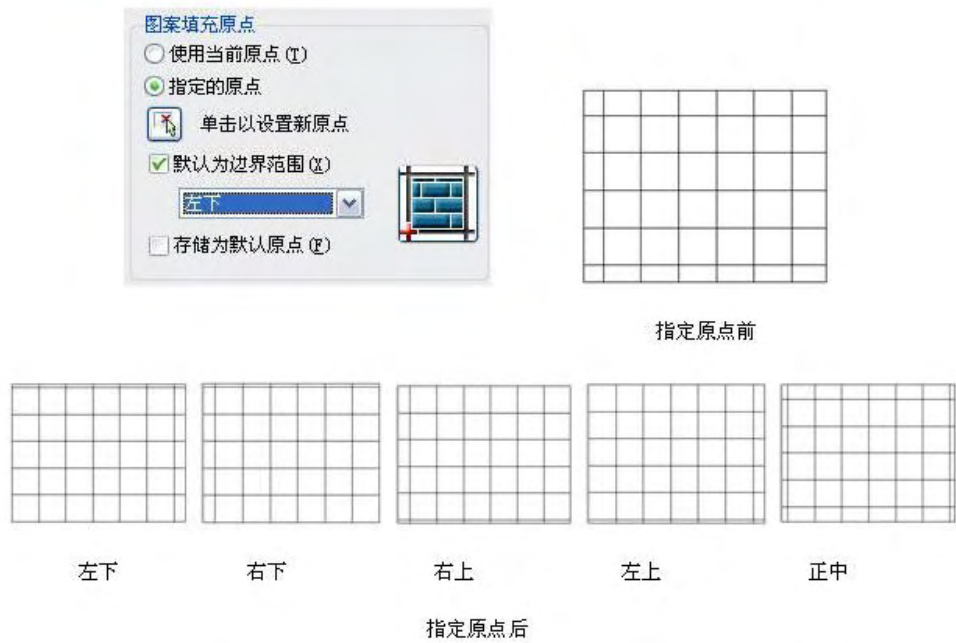 图案填充原点
使用当前原点(T)
指定的原点
单击以设置新原点
默认为边界范围(X)
左下
存储为默认原点(F)
指定原点前
左下
右下
右上
左上
正中
指定原点后